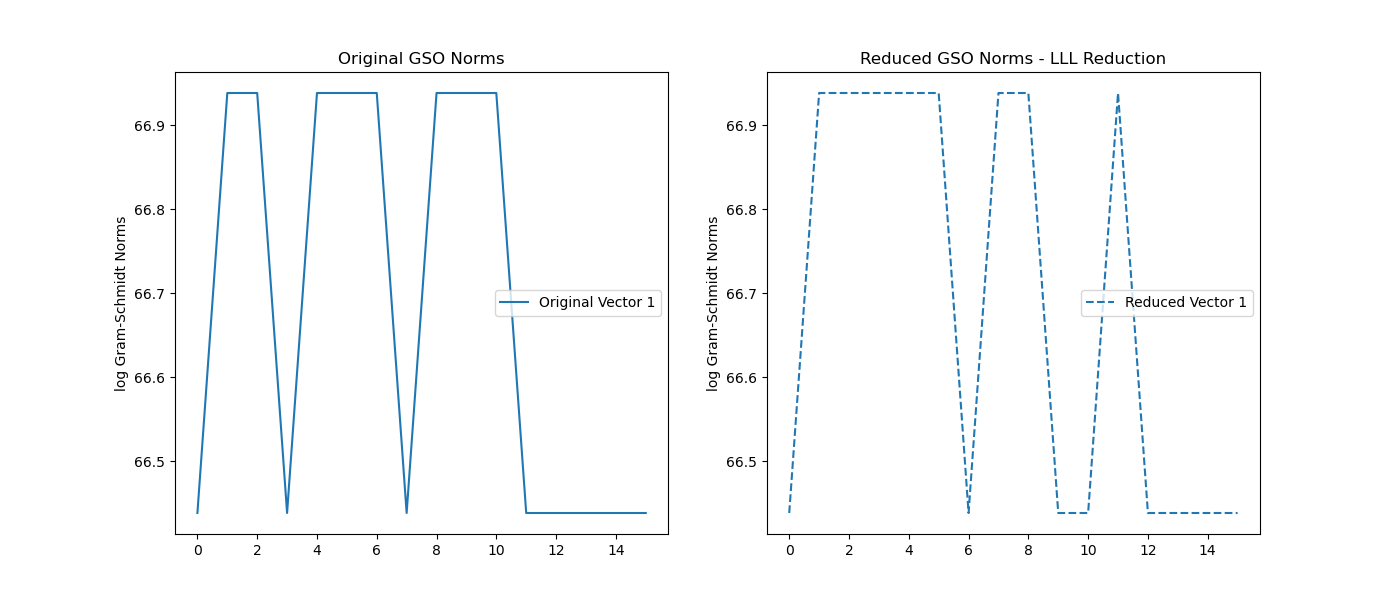 Original GSO Norms
log Gram-Schmidt Norms
66.9
66.8
66.7
66.6
66.5
0 2 4 6 8 10 12 14
Original Vector 1
Reduced GSO Norms - LLL Reduction
log Gram-Schmidt Norms
66.9
66.8
66.7
66.6
66.5
0 2 4 6 8 10 12 14
Reduced Vector 1